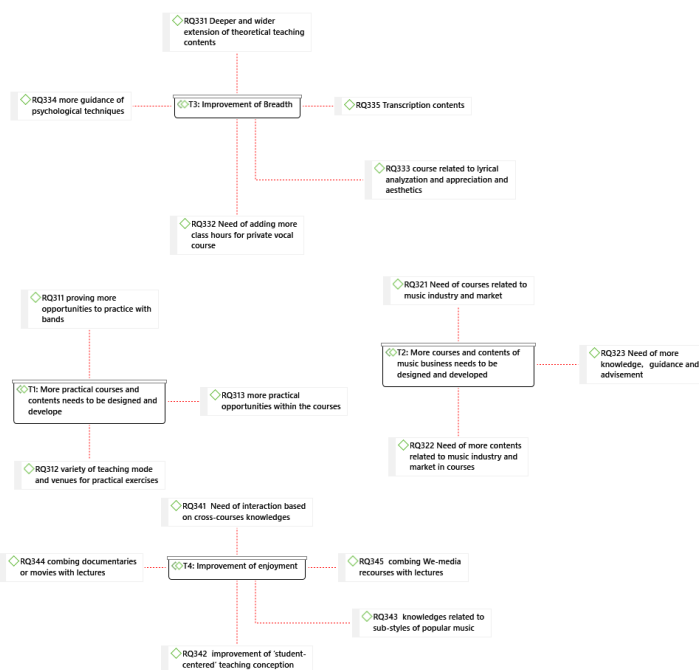 RQ331 Deeper and wider
extension of theoretical teaching
contents
RQ334 more guidance of
psychological techniques
T3: Improvement of Breadth
RQ335 Transcription contents
RQ333 course related to lyrical
analyzation and appreciation and
aesthetics
RQ332 Need of adding more
class hours for private vocal
course
RQ311 proving more
opportunities to practice with
bands
RQ321 Need of courses related to
music industry and market
T2: More courses and contents of
music business needs to be
designed and developed
RQ323 Need of more
knowledge, guidance and
advisement
T1: More practical courses and
contents needs to be designed and
develope
RQ313 more practical
opportunities within the courses
RQ322 Need of more contents
related to music industry and
market in courses
RQ312 variety of teaching mode
and venues for practical exercises
RQ341 Need of interaction based
on cross-courses knowledges
RQ344 combing documentaries
or movies with lectures
T4: Improvement of enjoyment
RQ345 combing We-media
recourses with lectures
RQ343 knowledges related to
sub-styles of popular music
RQ342 improvement of 'student-
centered' teaching conception